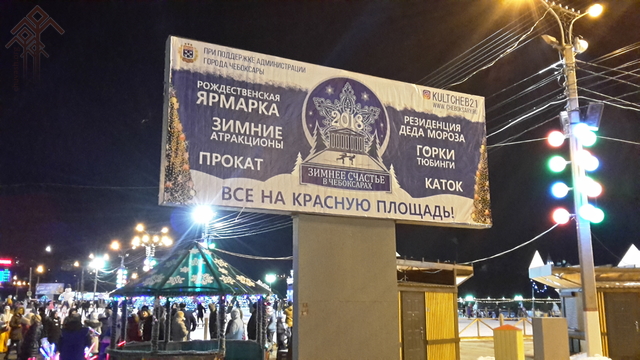 ПРИ ПОДДЕРЖКЕ АДМИНИСТРАЦИИ
ГОРОДА ЧЕБОКСАРЫ
РОЖДЕСТВЕНСКАЯ
ЯРМАРКА
ЗИМНИЕ
АТРАКЦИОНЫ
ПРОКАТ
2018
ЗИМНЕЕ СЧАСТЬЕ
В ЧЕБОКСАРАХ
KULTCHEB21
РЕЗИДЕНЦИЯ
ДЕДА МОРОЗА
ГОРКИ
ТЮБИНГИ
КАТОК
ВСЕ НА КРАСНУЮ ПЛОЩАДЬ!